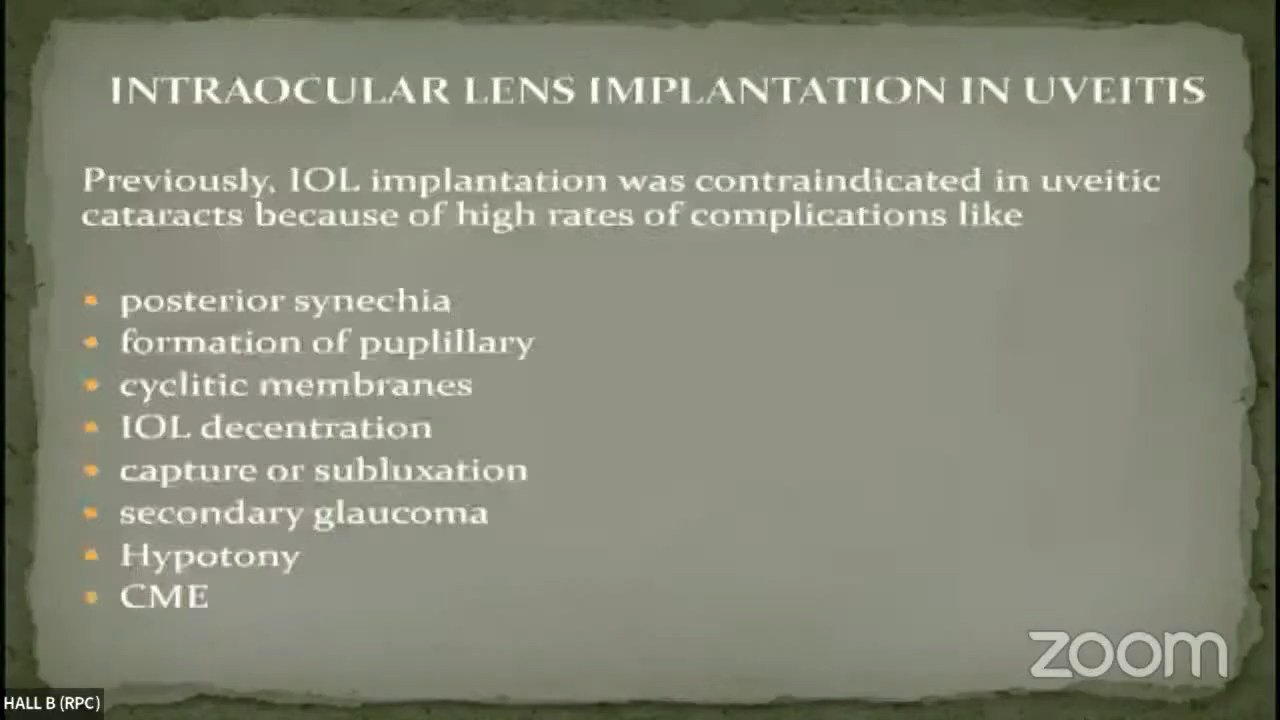 INTRAOCULAR LENS IMPLANTATION IN UVEITIS
Previously, IOL implantation was contraindicated in uveitic
cataracts because of high rates of complications like
posterior synechia
formation of puplillary
cyclitic membranes
IOL decentration
capture or subluxation
secondary glaucoma
Hypotony
CME
zoom
HALL B (RPC)